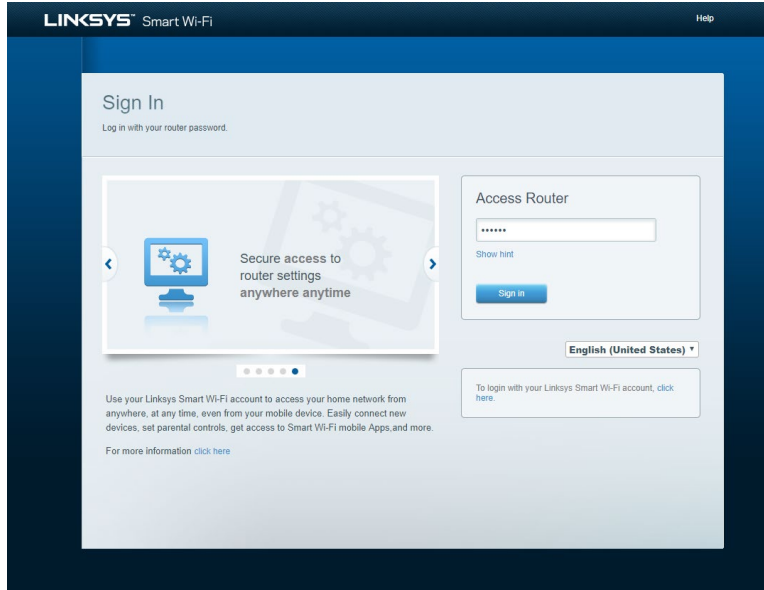 LINKSYS™ Smart Wi-Fi
Help
Sign In
Log in with your router password.
Secure access to
router settings
anywhere anytime
Use your Linksys Smart Wi-Fi account to access your home network from
anywhere, at any time, even from your mobile device. Easily connect new
devices, set parental controls, get access to Smart Wi-Fi mobile Apps,and more.
For more information click here
Access Router
••••••
Show hint
Sign in
English (United States)
To login with your Linksys Smart Wi-Fi account, click
here.